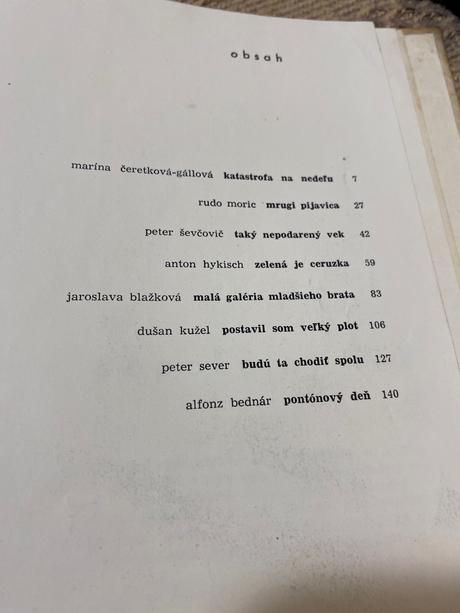 obsah
marína čeretková-gállová katastrofa na nedeľu 7
rudo moric mrugi pijavica 27
peter ševčovič taký nepodarený vek 42
anton hykisch zelená je ceruzka 59
jaroslava blažková malá galéria mladšieho brata 83
dušan kužel postavil som veľký plot 106
peter sever budú ta chodiť spolu 127
alfonz bednár pontónový deň 140